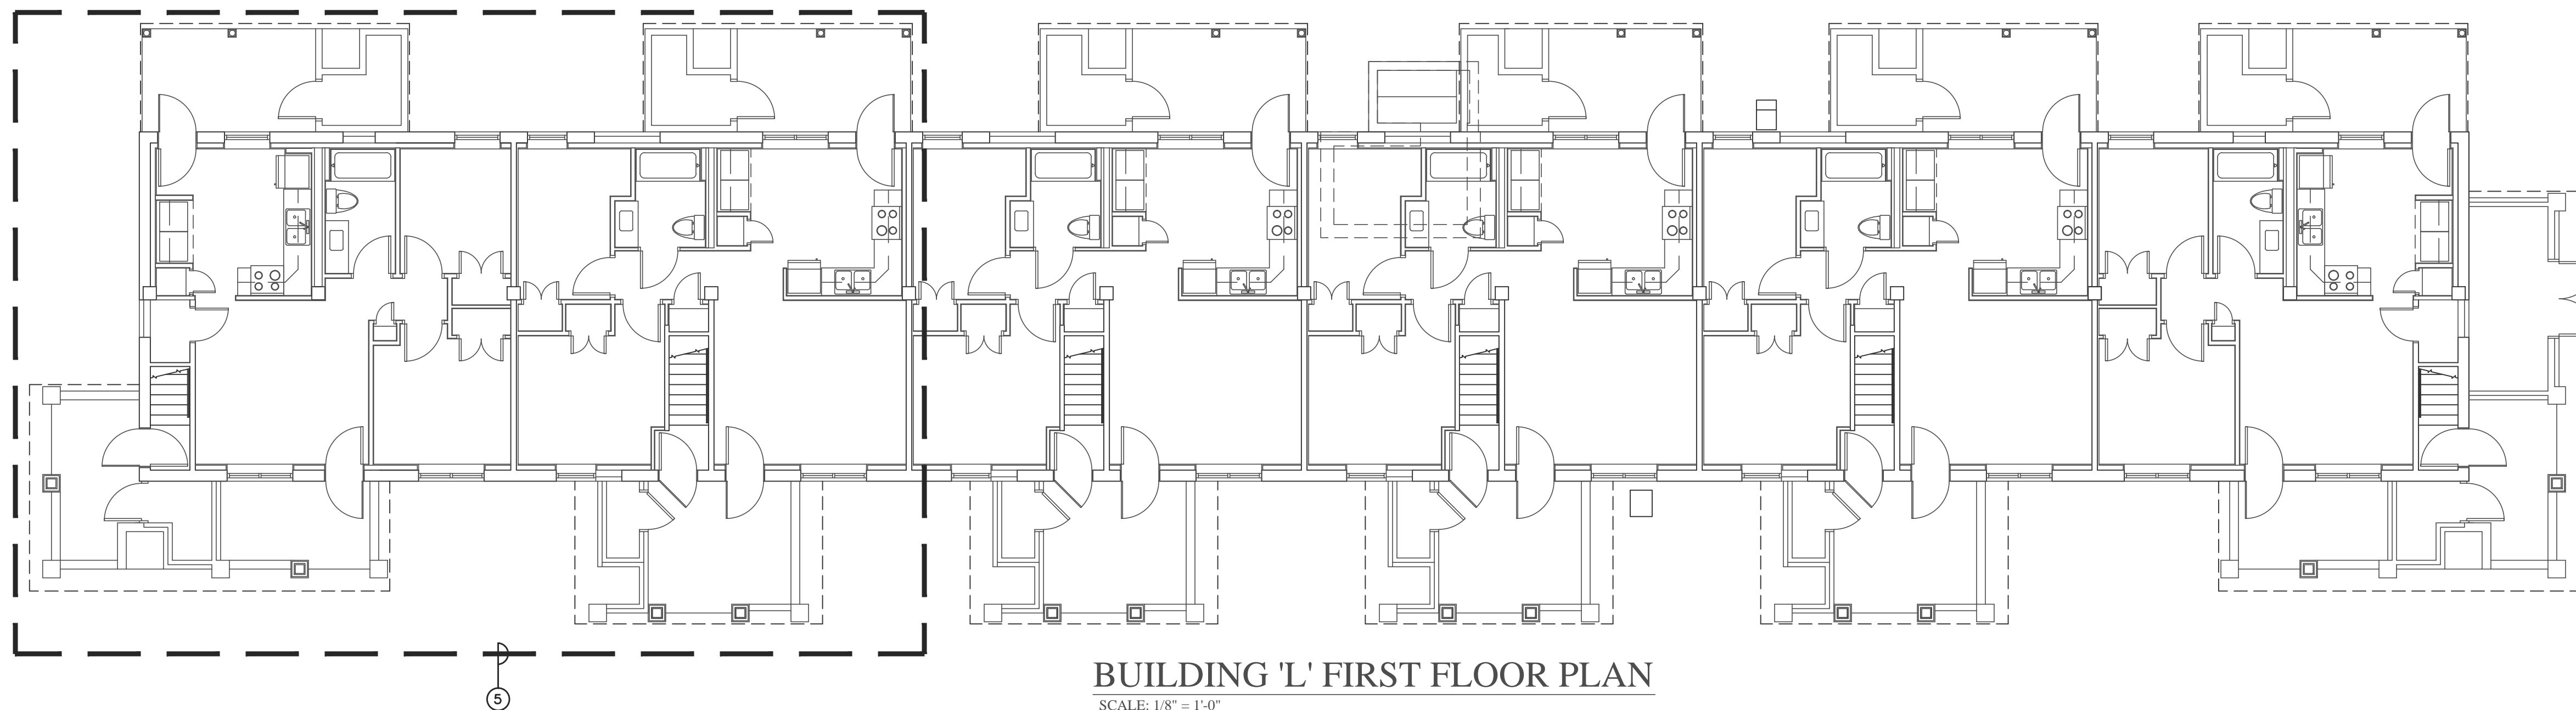 5
BUILDING 'L' FIRST FLOOR PLAN
SCALE: 1/8" = 1'-0"